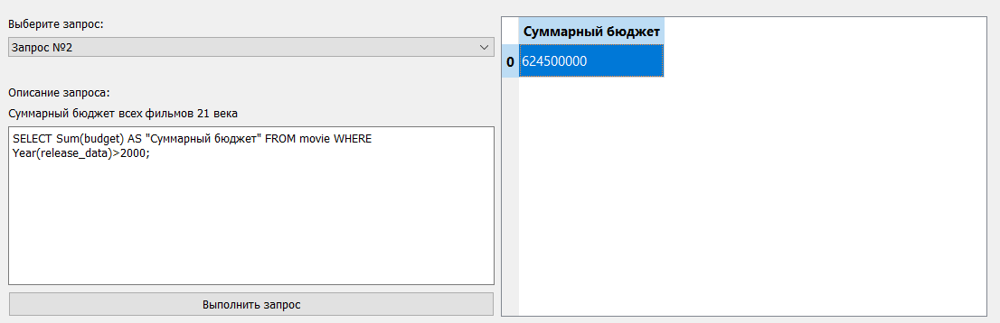 Выберите запрос:
Запрос №2
Описание запроса:
Суммарный бюджет всех фильмов 21 века
SELECT Sum(budget) AS "Суммарный бюджет" FROM movie WHERE
Year(release_data)>2000;
Выполнить запрос
Суммарный бюджет
0 624500000